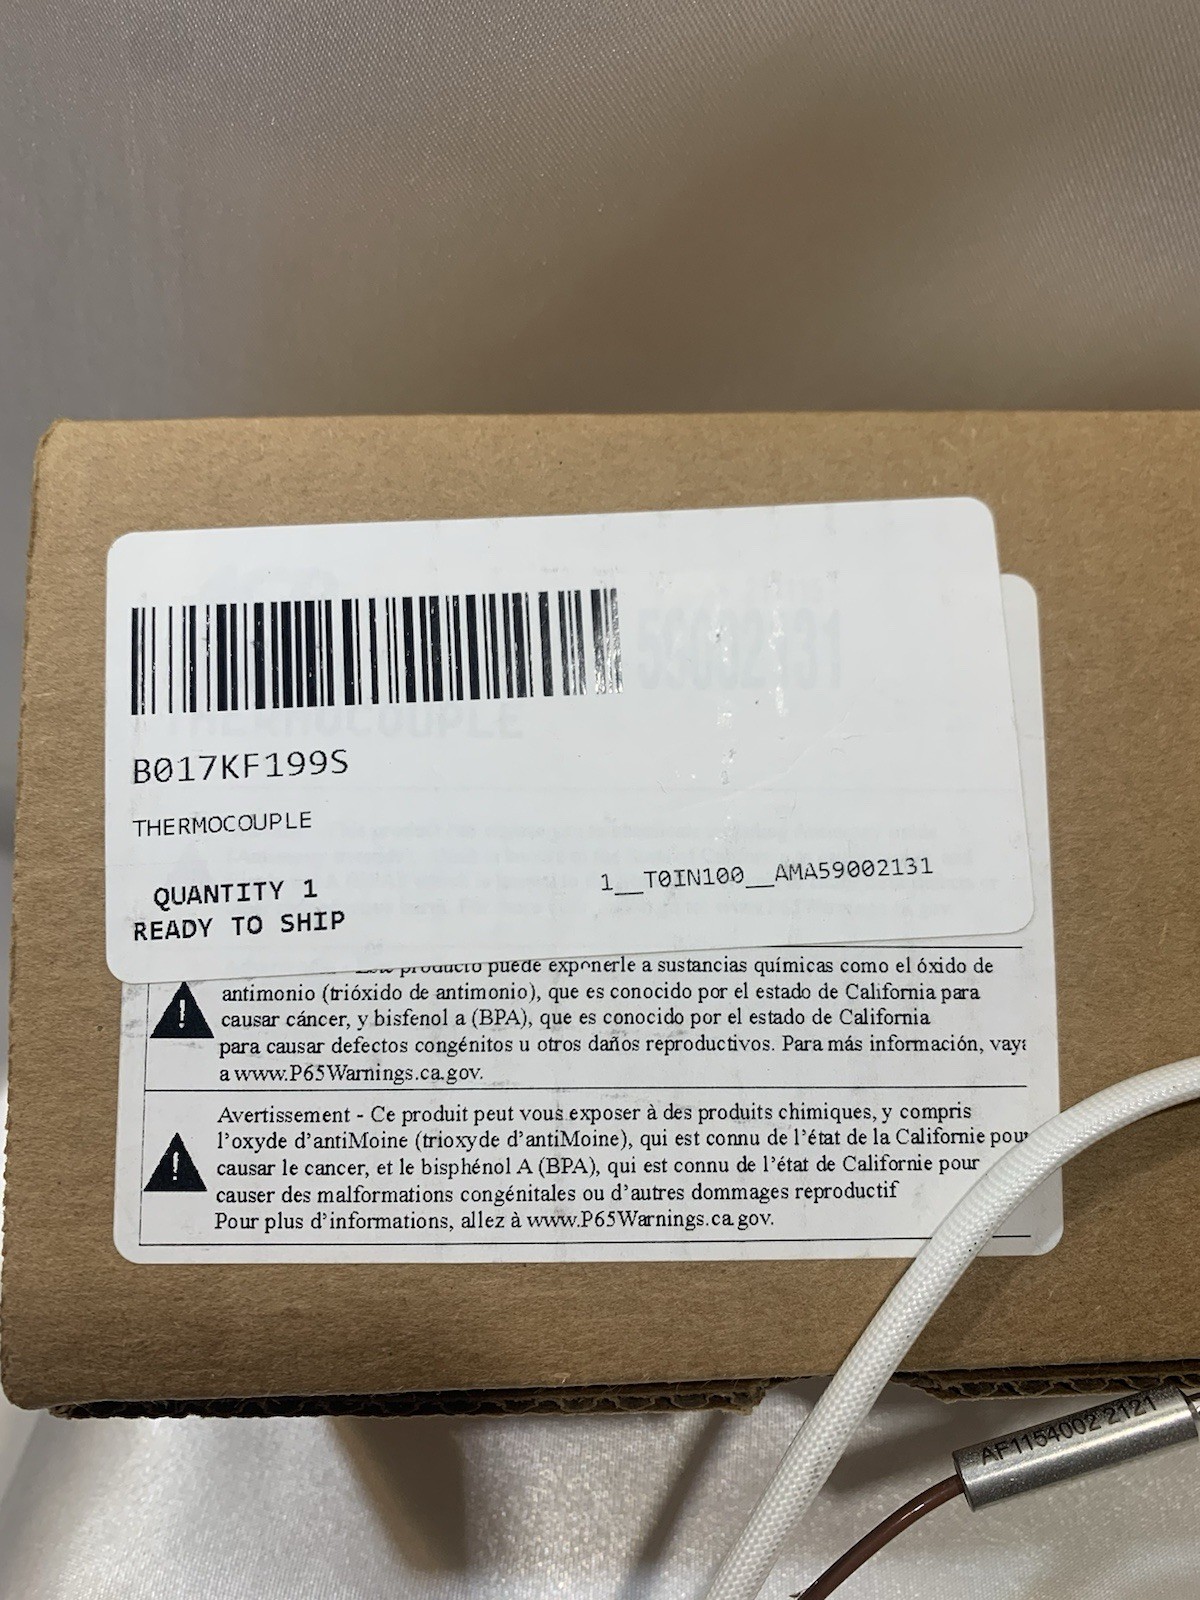 B017KF199S
THERMOCOUPLE
QUANTITY 1
READY TO SHIP
1__T0IN100__AMA59002131
59002131
THERMOCOUPLE
producto puede exponerle a sustancias químicas como el óxido de
antimonio (trióxido de antimonio), que es conocido por el estado de California para
causar cáncer, y bisfenol a (BPA), que es conocido por el estado de California
para causar defectos congénitos u otros daños reproductivos. Para más información, vaya
a www.P65Warnings.ca.gov.
Avertissement - Ce produit peut vous exposer à des produits chimiques, y compris
l'oxyde d'antiMoine (trioxyde d'antiMoine), qui est connu de l'état de la Californie pour
causar le cancer, et le bisphénol A (BPA), qui est connu de l'état de Californie pour
causer des malformations congénitales ou d'autres dommages reproductif
Pour plus d'informations, allez à www.P65Warnings.ca.gov.
AF1154002 2121